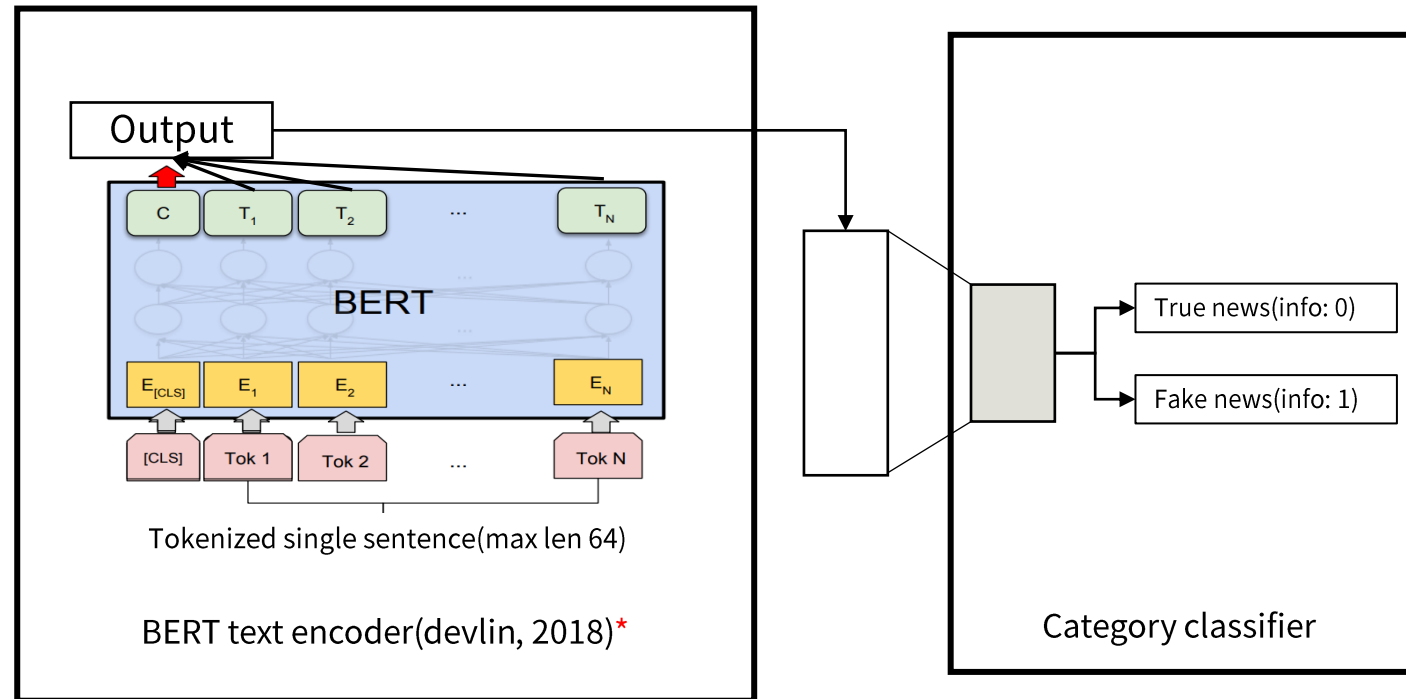 Output
C
T1
T2
...
TN
...
BERT
...
E[CLS]
E1
E2
...
EN
[CLS]
Tok 1
Tok 2
...
Tok N
Tokenized single sentence(max len 64)
BERT text encoder(devlin, 2018)*
True news(info: 0)
Fake news(info: 1)
Category classifier